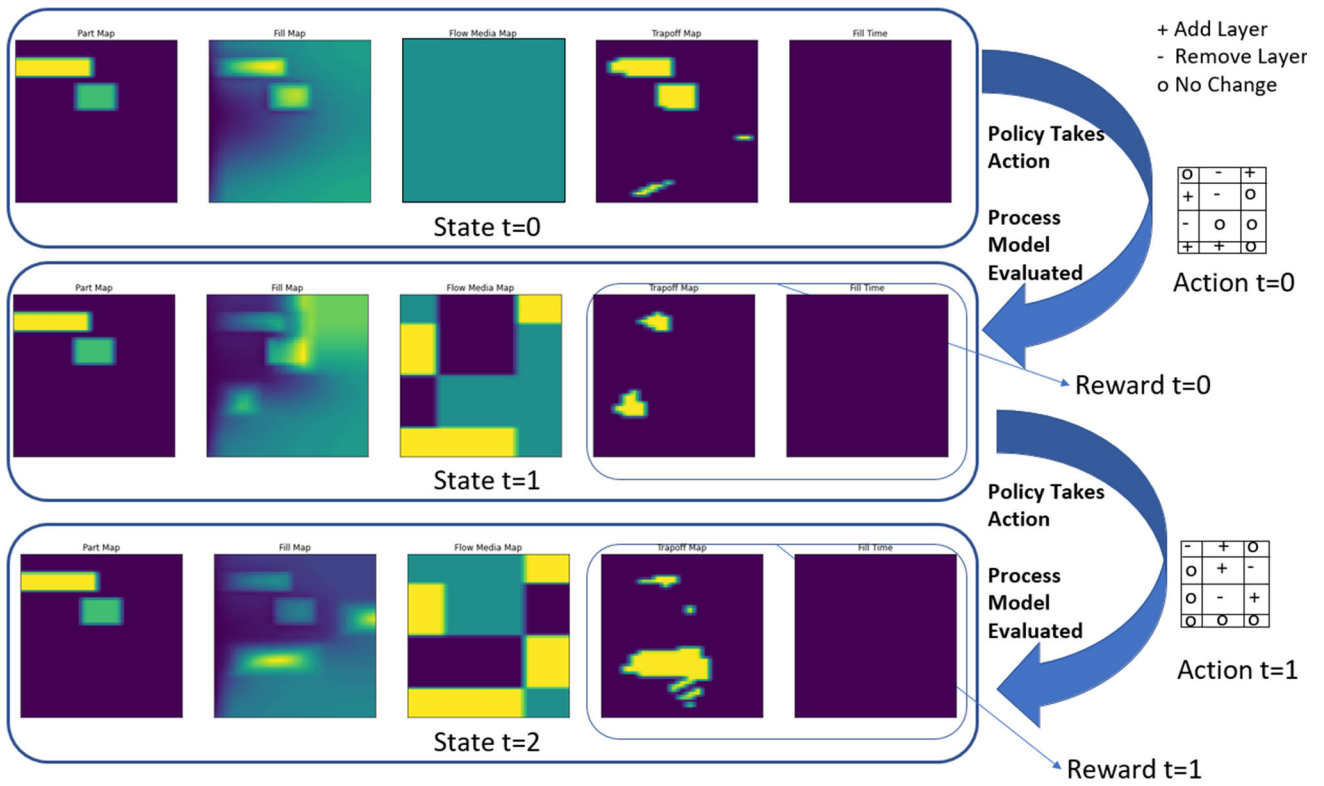 Part Map Fill Map Flow Media Map Trapoff Map Fill Time
State t=0
+ Add Layer
- Remove Layer
o No Change
Policy Takes
Action
Process
Model
Evaluated
o - +
+ - o
- o o
+ + o
Action t=0
Part Map Fill Map Flow Media Map Trapoff Map Fill Time
State t=1
Reward t=0
Policy Takes
Action
Process
Model
Evaluated
- + o
o + -
o - +
o o o
Action t=1
Part Map Fill Map Flow Media Map Trapoff Map Fill Time
State t=2
Reward t=1